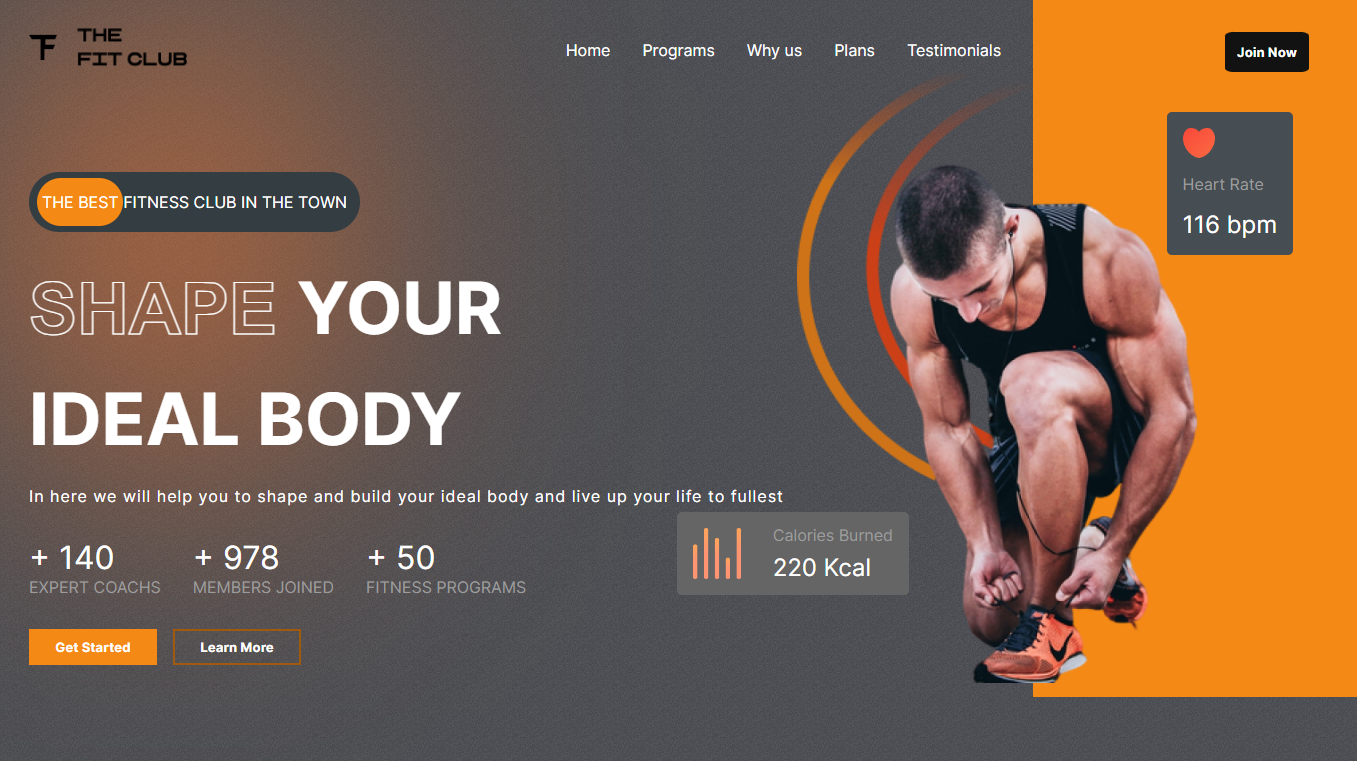 THE
FIT CLUB
Home Programs Why us Plans Testimonials
Join Now
Heart Rate
116 bpm
THE BEST FITNESS CLUB IN THE TOWN
SHAPE YOUR
IDEAL BODY
In here we will help you to shape and build your ideal body and live up your life to fullest
Calories Burned
220 Kcal
+ 140
EXPERT COACHS
+ 978
MEMBERS JOINED
+ 50
FITNESS PROGRAMS
Get Started
Learn More